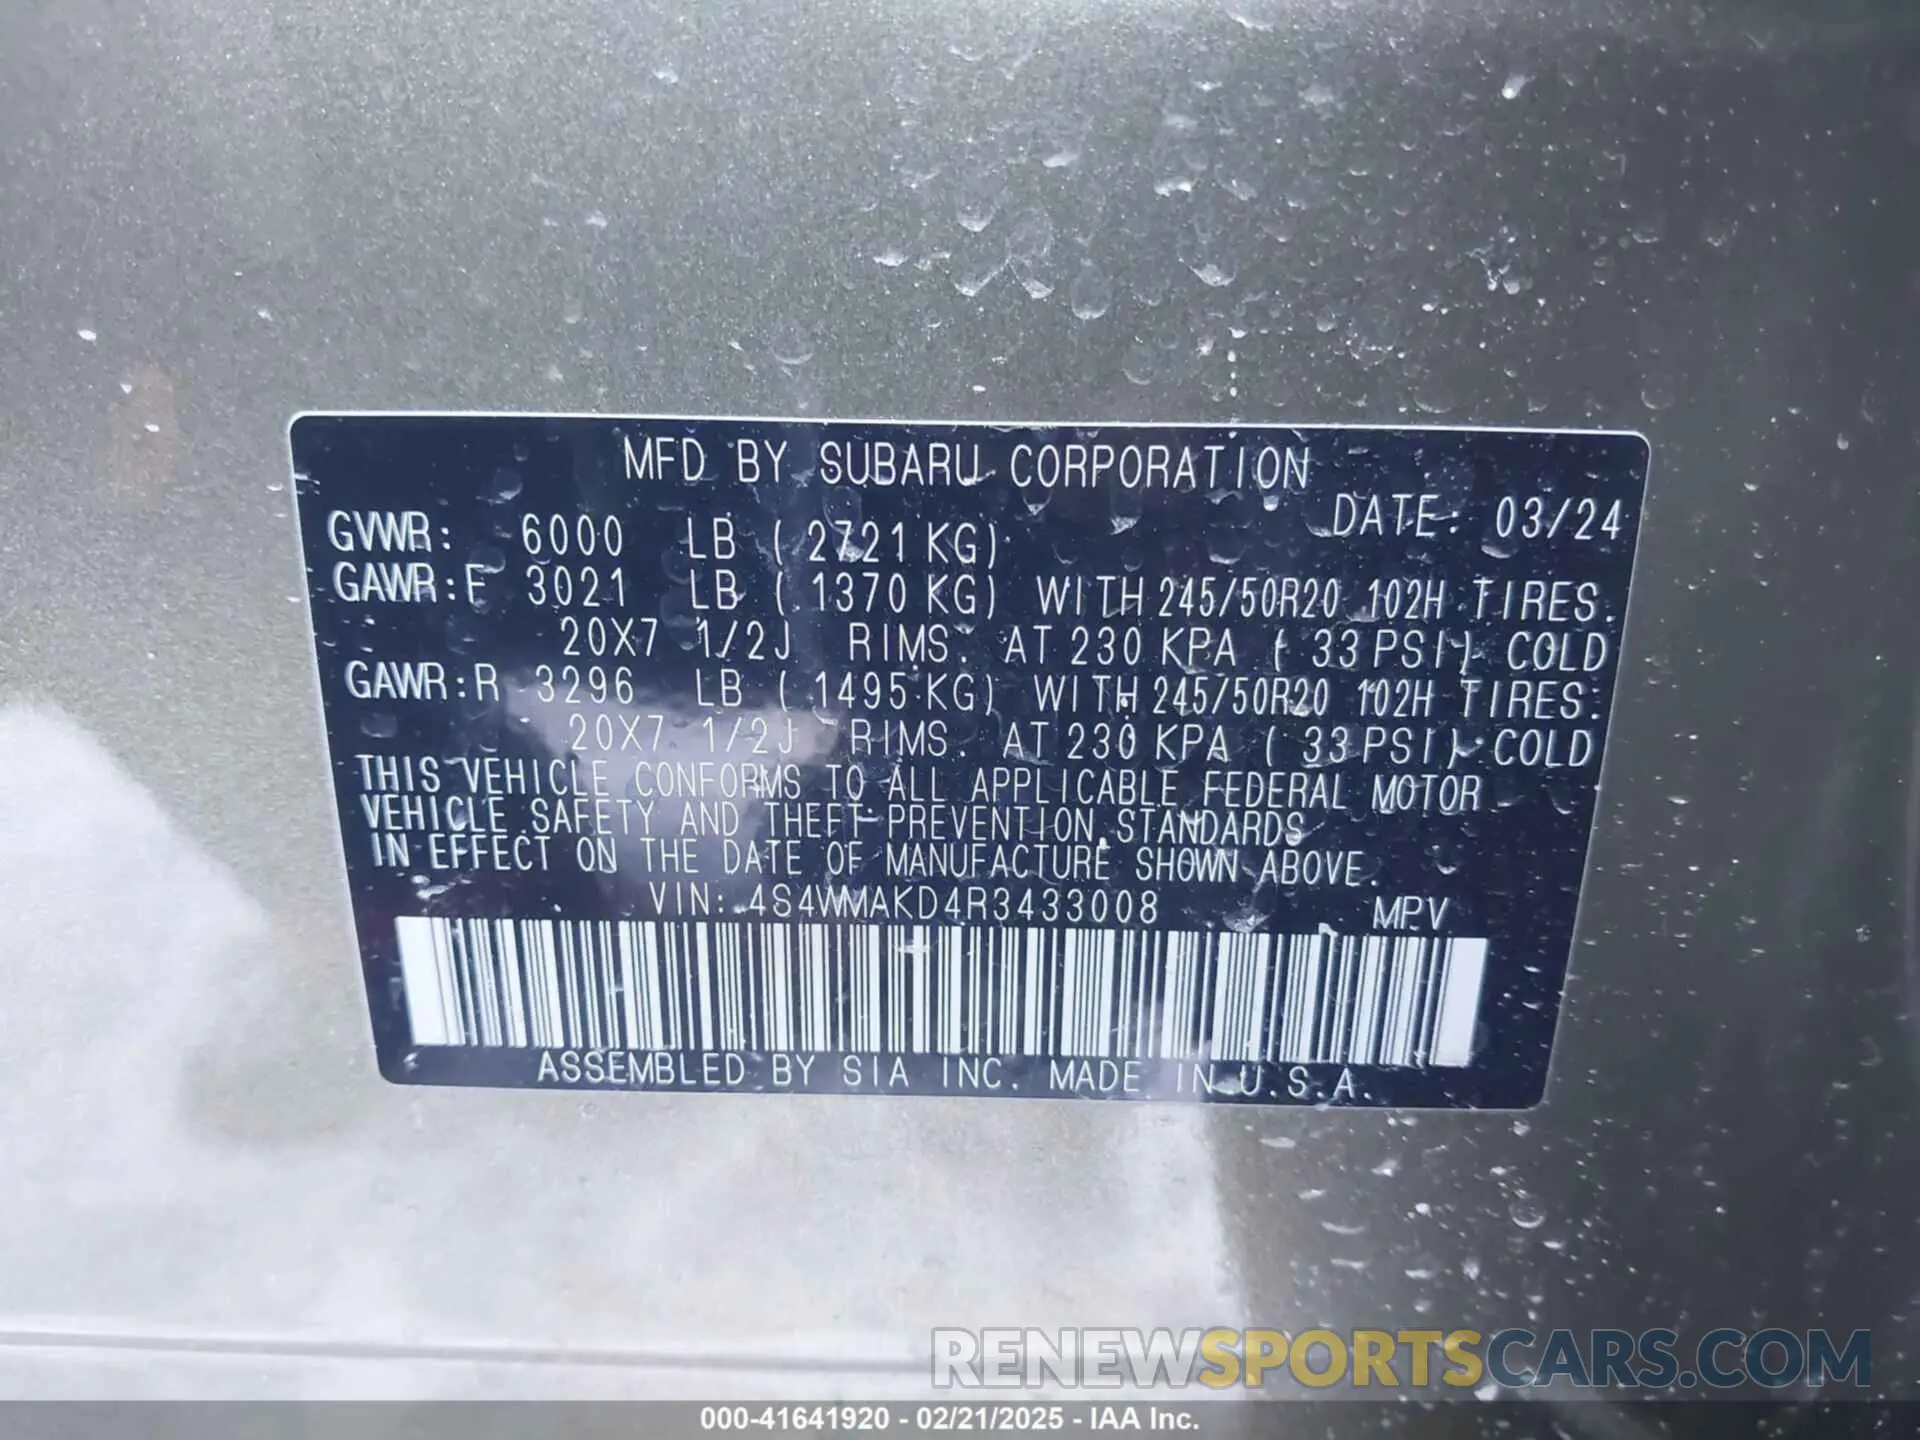 MFD BY SUBARU CORPORATION
DATE: 03/24
GVWR: 6000 LB ( 2721 KG)
GAWR:F 3021 LB ( 1370 KG) WITH 245/50R20 102H TIRES.
20X7 1/2J RIMS. AT 230 KPA ( 33 PSI) COLD
GAWR:R 3296 LB ( 1495 KG) WITH 245/50R20 102H TIRES.
20X7 1/2J RIMS. AT 230 KPA ( 33 PSI) COLD
THIS VEHICLE CONFORMS TO ALL APPLICABLE FEDERAL MOTOR
VEHICLE SAFETY AND THEFT PREVENTION STANDARDS
IN EFFECT ON THE DATE OF MANUFACTURE SHOWN ABOVE.
VIN: 4S4WMAKD4R3433008 MPV
ASSEMBLED BY SIA INC. MADE IN U.S.A.
RENEWSPORTSCARS.COM
000-41641920 - 02/21/2025 - IAA Inc.